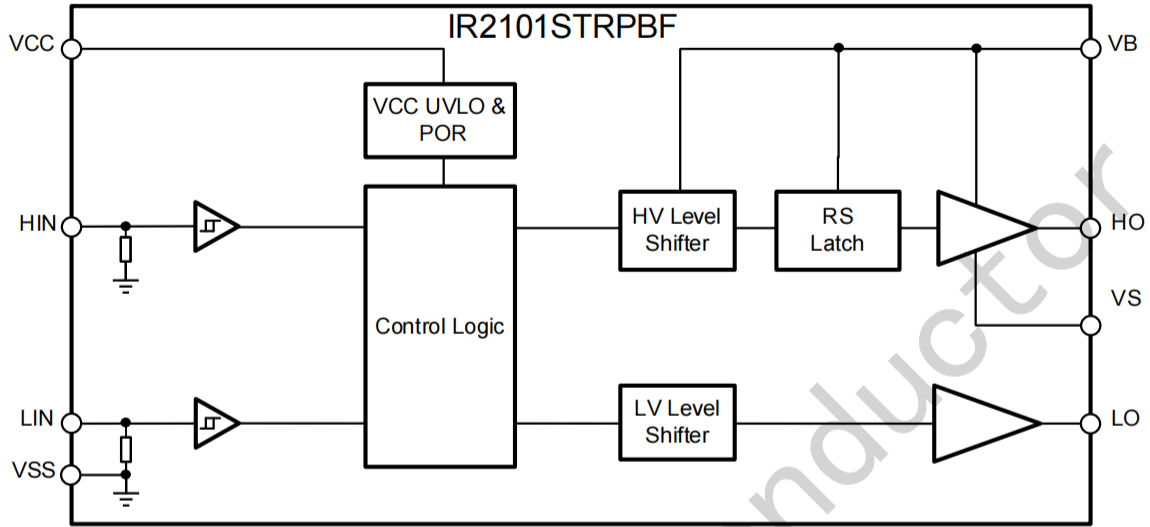 IR2101STRPBF
VCC
VB
VCC UVLO &
POR
HIN
HV Level
Shifter
RS
Latch
HO
VS
Control Logic
LIN
LV Level
Shifter
LO
VSS
nductor